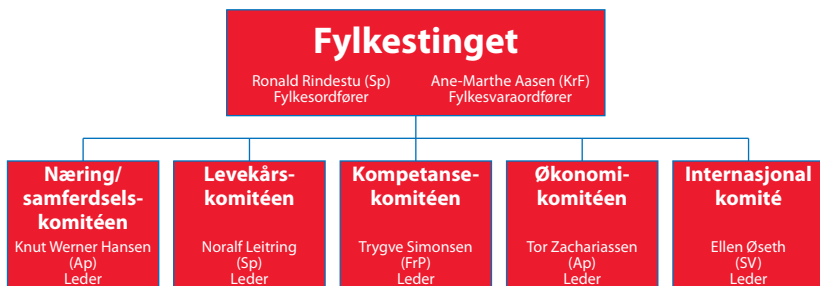 Fylkestinget
Ronald Rindestu (Sp)
Fylkesordfører
Ane-Marthe Aasen (KrF)
Fylkesvaraordfører
Næring/
samferdsels-
komitéen
Knut Werner Hansen
(Ap)
Leder
Levekårs-
komitéen
Noralf Leitring
(Sp)
Leder
Kompetanse-
komitéen
Trygve Simonsen
(FrP)
Leder
Økonomi-
komitéen
Tor Zachariassen
(Ap)
Leder
Internasjonal
komité
Ellen Øseth
(SV)
Leder